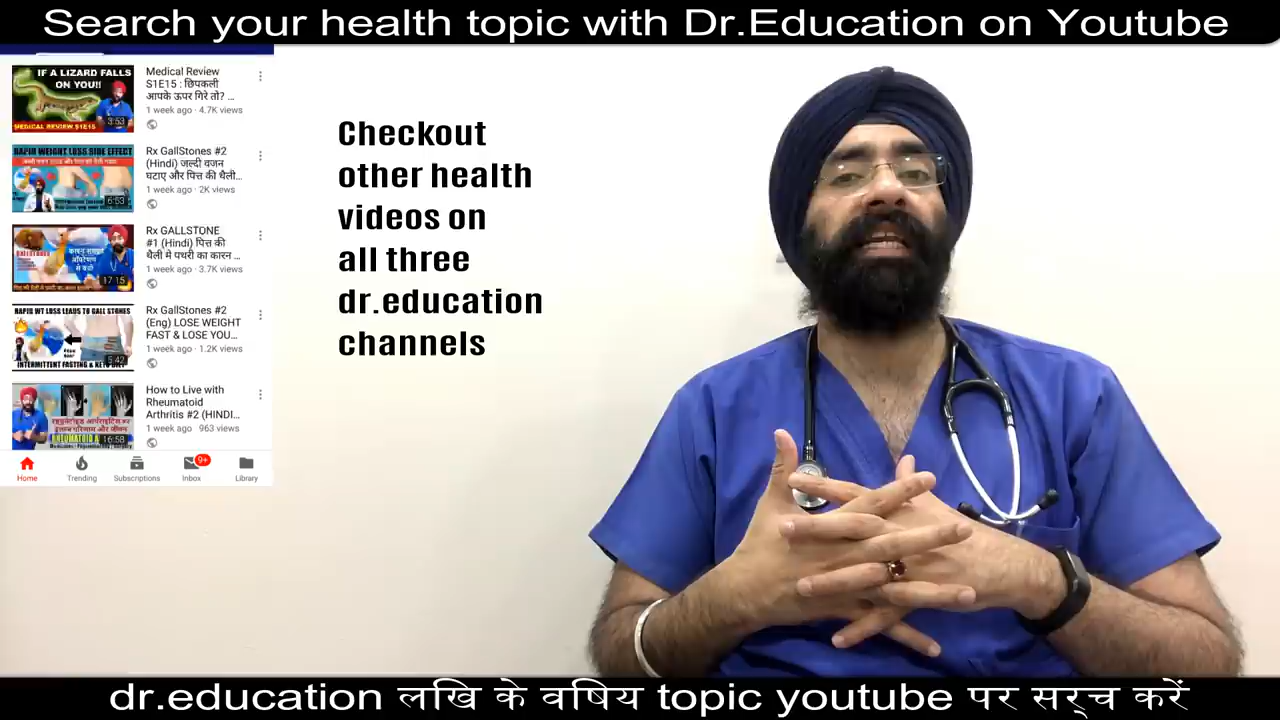 Search your health topic with Dr.Education on Youtube
IF A LIZARD FALLS
ON YOU!!
3:53
MEDICAL REVIEW S1E15
Medical Review
S1E15 : छिपकली
आपके ऊपर गिरे तो? ...
1 week ago · 4.7K views
RAPID WEIGHT LOSS SIDE EFFECT
6:53
Rx GallStones #2
(Hindi) जल्दी वजन
घटाए और पित्त की थैली...
1 week ago · 2K views
17:15
Rx GALLSTONE
#1 (Hindi) पित्त की
थैली मे पथरी का कारन ...
1 week ago · 3.7K views
RAPID WT LOSS LEADS TO GALL STONES
5:42
INTERMITTENT FASTING & KETO DIET
Rx GallStones #2
(Eng) LOSE WEIGHT
FAST & LOSE YOU...
1 week ago · 1.2K views
16:58
How to Live with
Rheumatoid
Arthritis #2 (HINDI...
1 week ago · 963 views
Home
Trending
Subscriptions
9+
Inbox
Library
Checkout
other health
videos on
all three
dr.education
channels
dr.education लखि के वषिय topic youtube पर सर्च करें